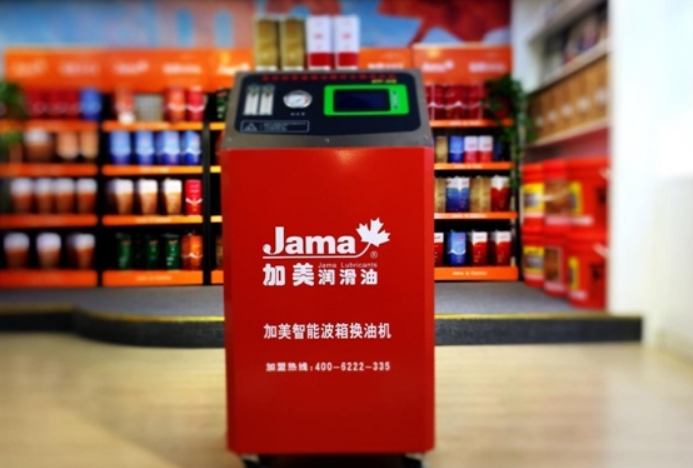 Jama®
Jama Lubricants
加美润滑油
加美智能波箱换油机
加盟热线:400-6222-335